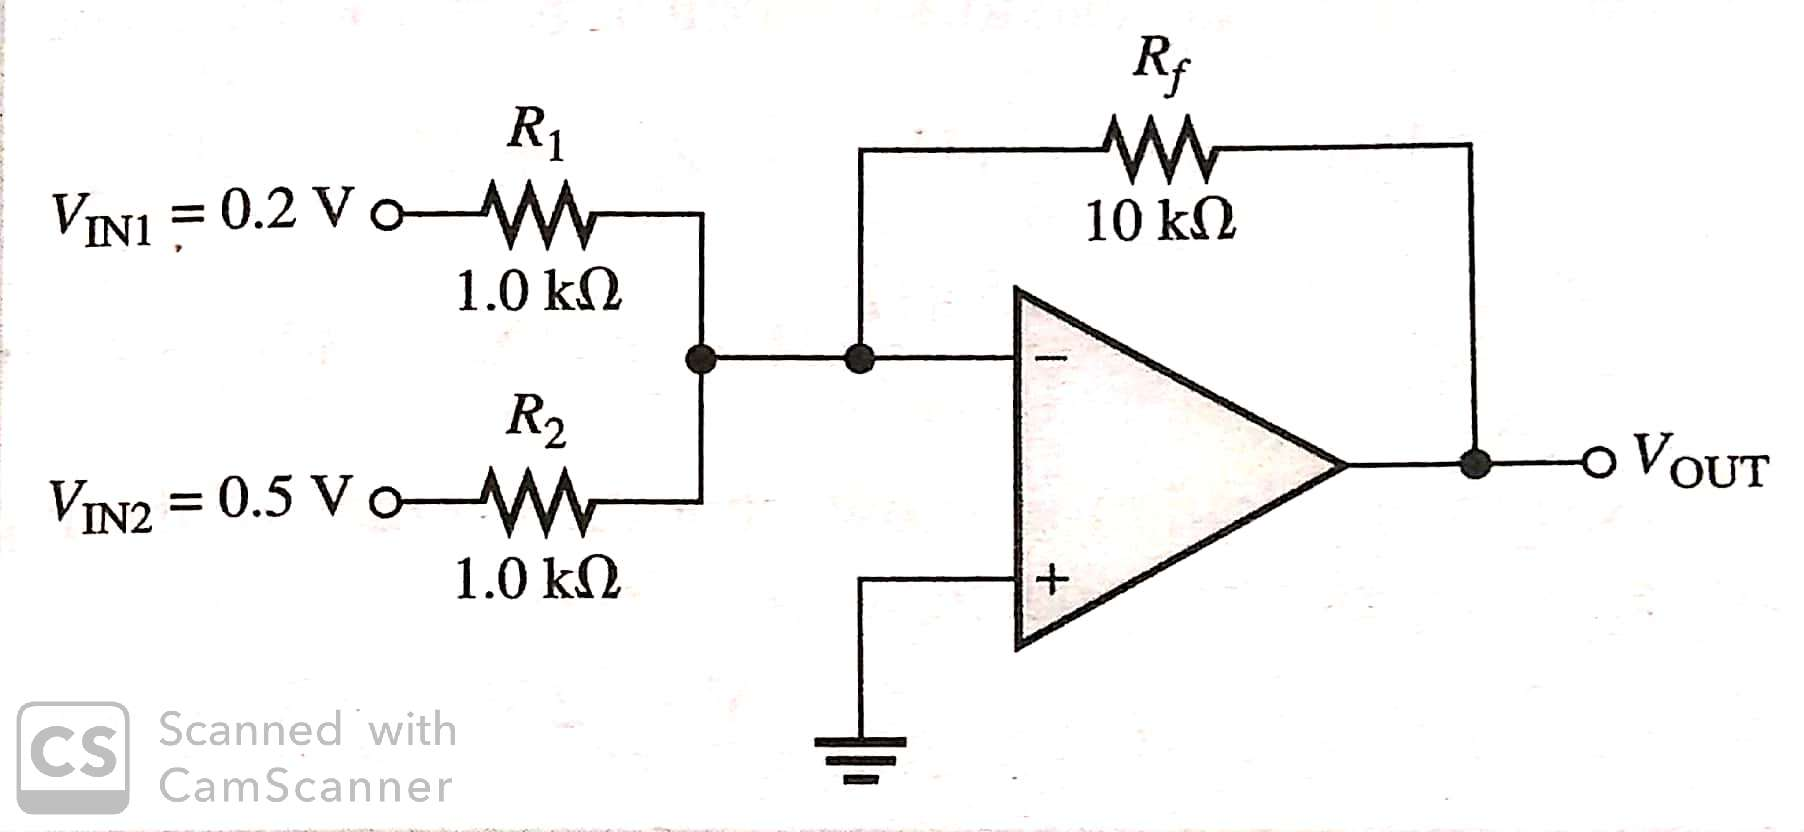 R_f
R_1
V_IN1 = 0.2 V
10 kΩ
1.0 kΩ
−
R_2
V_OUT
V_IN2 = 0.5 V
+
1.0 kΩ
CS
Scanned with
CamScanner